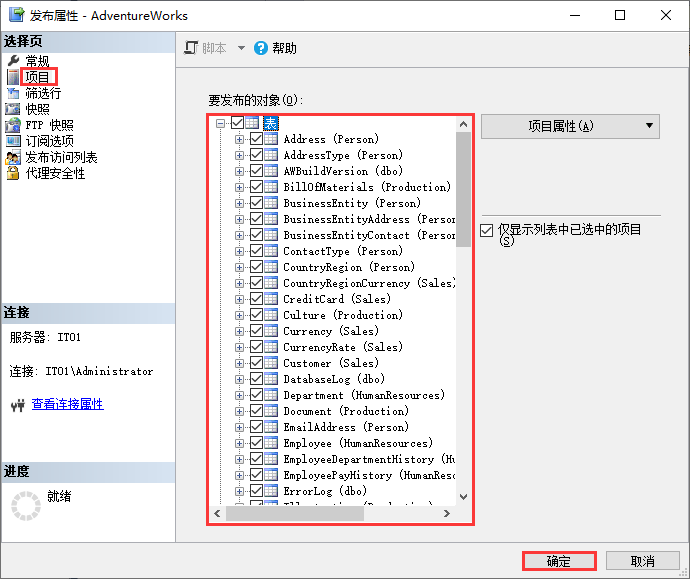 发布属性 - AdventureWorks
选择页
常规
项目
筛选行
快照
FTP 快照
订阅选项
发布访问列表
代理安全性
连接
服务器: IT01
连接: IT01\Administrator
查看连接属性
进度
就绪
脚本
帮助
要发布的对象(O):
表
Address (Person)
AddressType (Person)
AWBuildVersion (dbo)
BillOfMaterials (Production)
BusinessEntity (Person)
BusinessEntityAddress (Person
BusinessEntityContact (Person
ContactType (Person)
CountryRegion (Person)
CountryRegionCurrency (Sales)
CreditCard (Sales)
Culture (Production)
Currency (Sales)
CurrencyRate (Sales)
Customer (Sales)
DatabaseLog (dbo)
Department (HumanResources)
Document (Production)
EmailAddress (Person)
Employee (HumanResources)
EmployeeDepartmentHistory (Hu
EmployeePayHistory (HumanReso
ErrorLog (dbo)
项目属性(A)
仅显示列表中已选中的项目
(S)
确定
取消